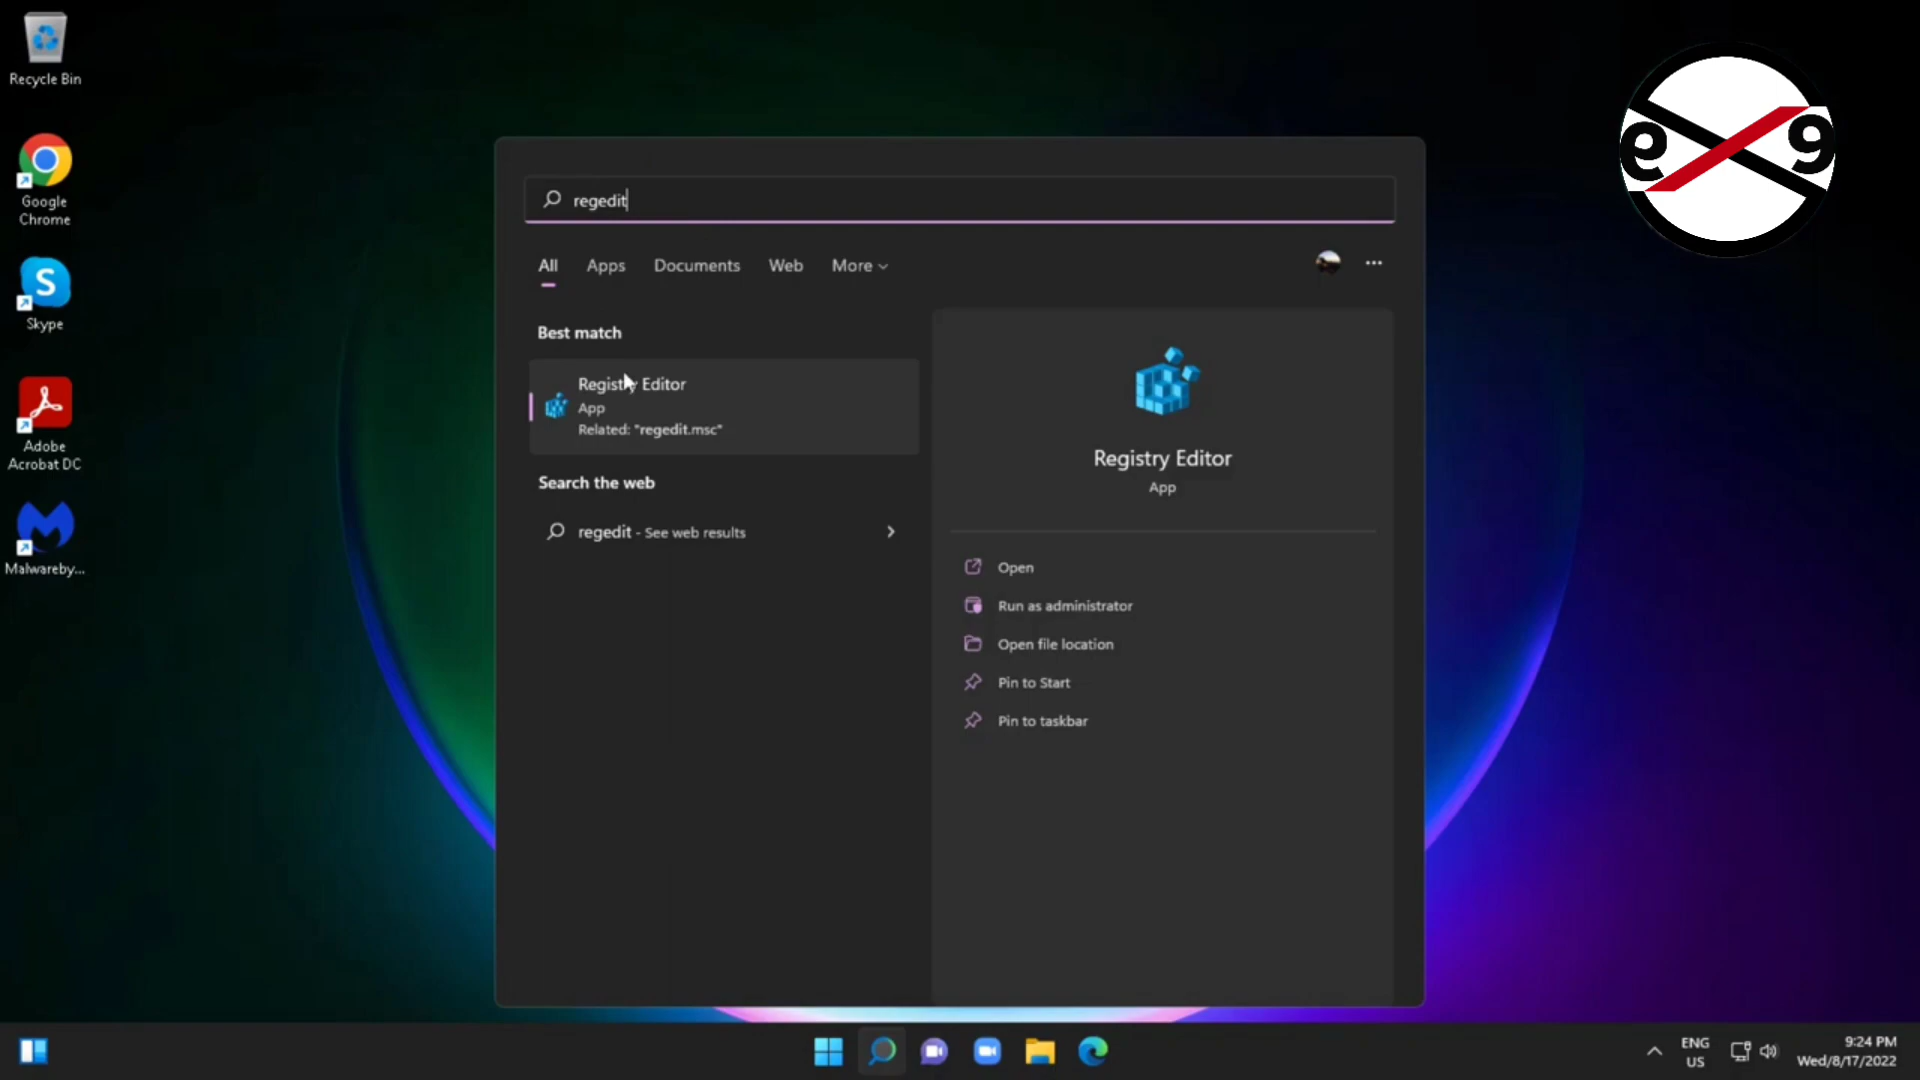 Recycle Bin
Google
Chrome
Skype
Adobe
Acrobat DC
Malwareby...
regedit
All Apps Documents Web More
Best match
Registry Editor
App
Related: "regedit.msc"
Search the web
regedit - See web results
Registry Editor
App
Open
Run as administrator
Open file location
Pin to Start
Pin to taskbar
e 9
ENG
US
9:24 PM
Wed/8/17/2022